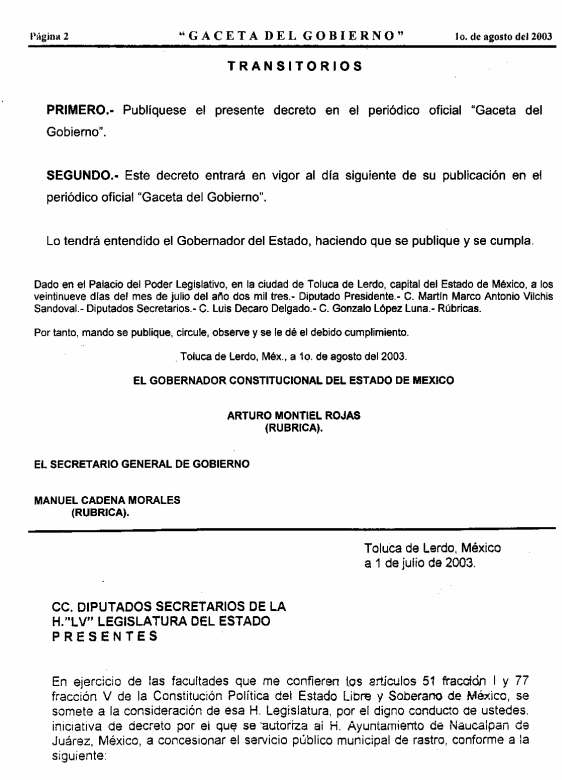 Página 2 "GACETA DEL GOBIERNO" 1o. de agosto del 2003
TRANSITORIOS
PRIMERO.- Publíquese el presente decreto en el periódico oficial "Gaceta del
Gobierno".
SEGUNDO.- Este decreto entrará en vigor al día siguiente de su publicación en el
periódico oficial "Gaceta del Gobierno".
Lo tendrá entendido el Gobernador del Estado, haciendo que se publique y se cumpla.
Dado en el Palacio del Poder Legislativo, en la ciudad de Toluca de Lerdo, capital del Estado de México, a los
veintinueve días del mes de julio del año dos mil tres.- Diputado Presidente.- C. Martín Marco Antonio Vilchis
Sandoval.- Diputados Secretarios.- C. Luis Decaro Delgado.- C. Gonzalo López Luna.- Rúbricas.
Por tanto, mando se publique, circule, observe y se le dé el debido cumplimiento.
Toluca de Lerdo, Méx., a 1o. de agosto del 2003.
EL GOBERNADOR CONSTITUCIONAL DEL ESTADO DE MEXICO
ARTURO MONTIEL ROJAS
(RUBRICA).
EL SECRETARIO GENERAL DE GOBIERNO
MANUEL CADENA MORALES
(RUBRICA).
Toluca de Lerdo, México
a 1 de julio de 2003.
CC. DIPUTADOS SECRETARIOS DE LA
H."LV" LEGISLATURA DEL ESTADO
P R E S E N T E S
En ejercicio de las facultades que me confieren los artículos 51 fracción I y 77
fracción V de la Constitución Política del Estado Libre y Soberano de México, se
somete a la consideración de esa H. Legislatura, por el digno conducto de ustedes,
iniciativa de decreto por el que se autoriza al H. Ayuntamiento de Naucalpan de
Juárez, México, a concesionar el servicio público municipal de rastro, conforme a la
siguiente: